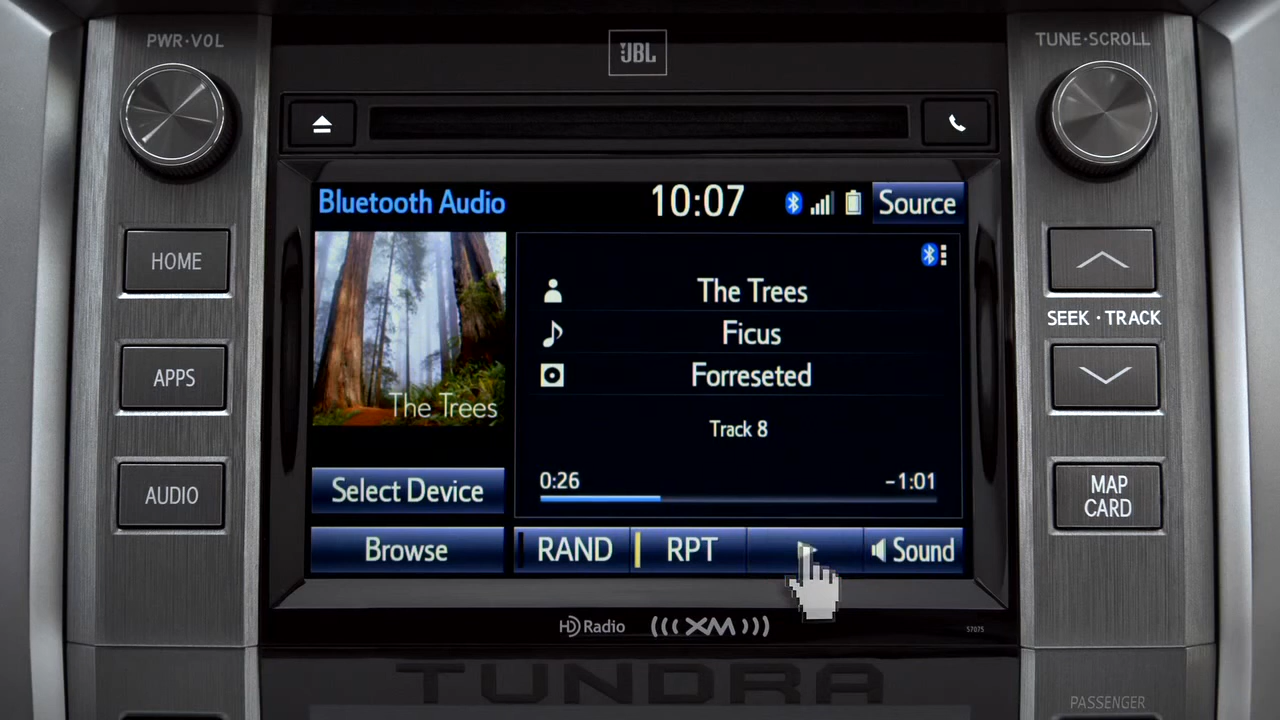 PWR·VOL
JBL
TUNE·SCROLL
Bluetooth Audio
10:07
Source
HOME
The Trees
SEEK·TRACK
Ficus
APPS
Forreseted
The Trees
Track 8
0:26
-1:01
Select Device
AUDIO
MAP
CARD
Browse
RAND
RPT
Sound
HD Radio
((( XM )))
57075
TUNDRA
PASSENGER